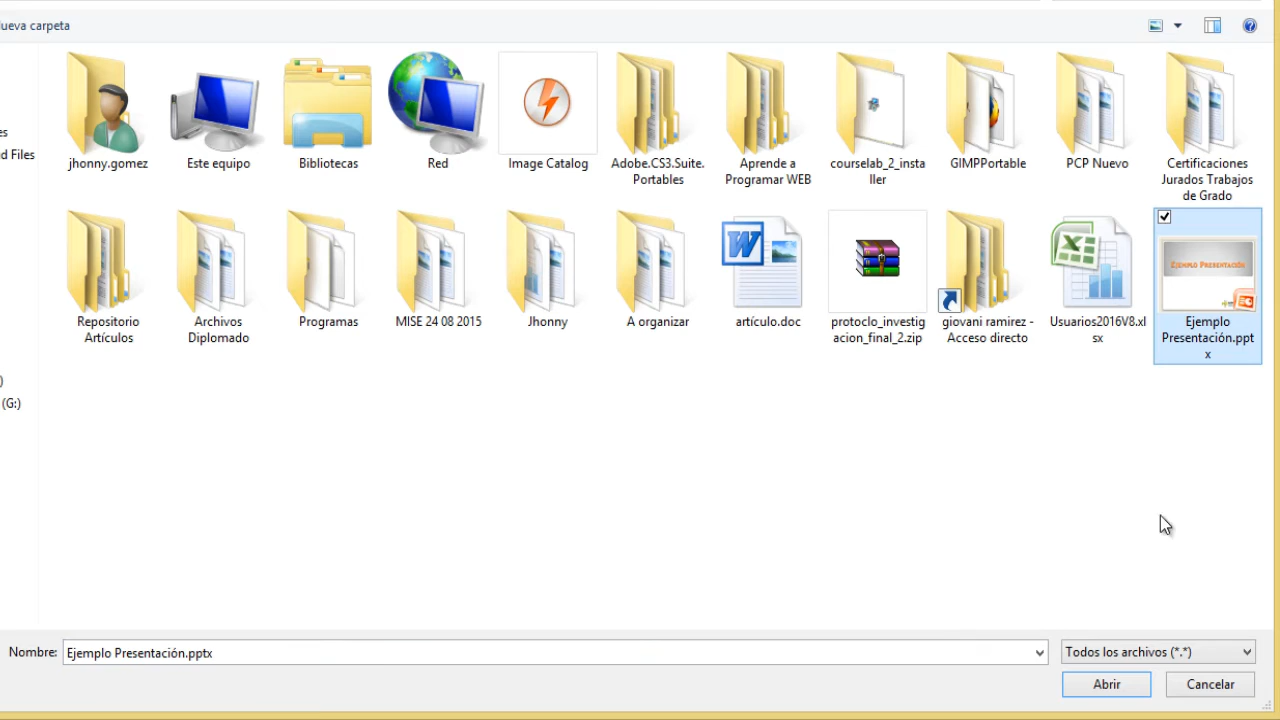 ueva carpeta
jhonny.gomez
Este equipo
Bibliotecas
Red
Image Catalog
Adobe.CS3.Suite.
Portables
Aprende a
Programar WEB
courselab_2_insta
ller
GIMPPortable
PCP Nuevo
Certificaciones
Jurados Trabajos
de Grado
es
id Files
Repositorio
Artículos
Archivos
Diplomado
Programas
MISE 24 08 2015
Jhonny
A organizar
artículo.doc
protoclo_investig
acion_final_2.zip
giovani ramirez -
Acceso directo
Usuarios2016V8.xl
sx
Ejemplo Presentación
Ejemplo
Presentación.ppt
x
)
(G:)
Nombre: Ejemplo Presentación.pptx
Todos los archivos (*.*)
Abrir
Cancelar